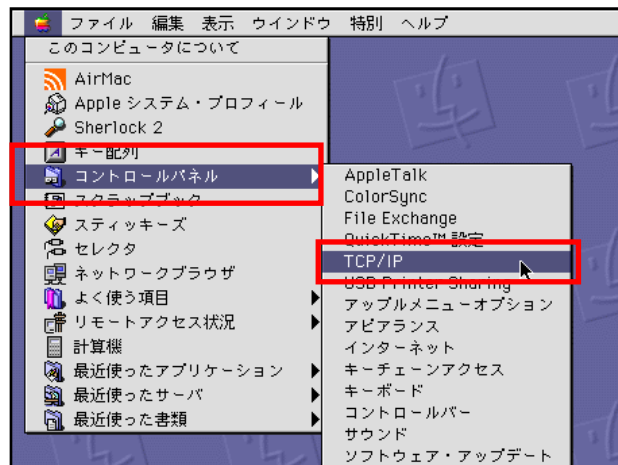 ファイル 編集 表示 ウインドウ 特別 ヘルプ
このコンピュータについて
AirMac
Apple システム・プロフィール
Sherlock 2
キー配列
コントロールパネル
スクラップブック
スティッキーズ
セレクタ
ネットワークブラウザ
よく使う項目
リモートアクセス状況
計算機
最近使ったアプリケーション
最近使ったサーバ
最近使った書類
AppleTalk
ColorSync
File Exchange
QuickTime™ 設定
TCP/IP
USB Printer Sharing
アップルメニューオプション
アピアランス
インターネット
キーチェーンアクセス
キーボード
コントロールバー
サウンド
ソフトウェア・アップデート